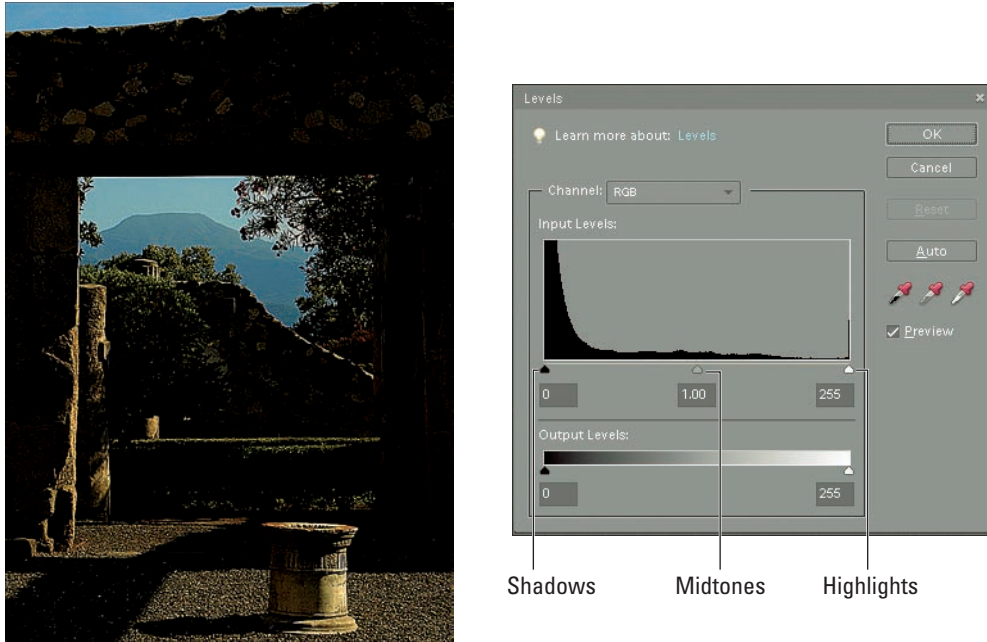 Levels
Learn more about: Levels
OK
Cancel
Channel: RGB
Reset
Input Levels:
Auto
Preview
0 1.00 255
Output Levels:
0 255
Shadows Midtones Highlights